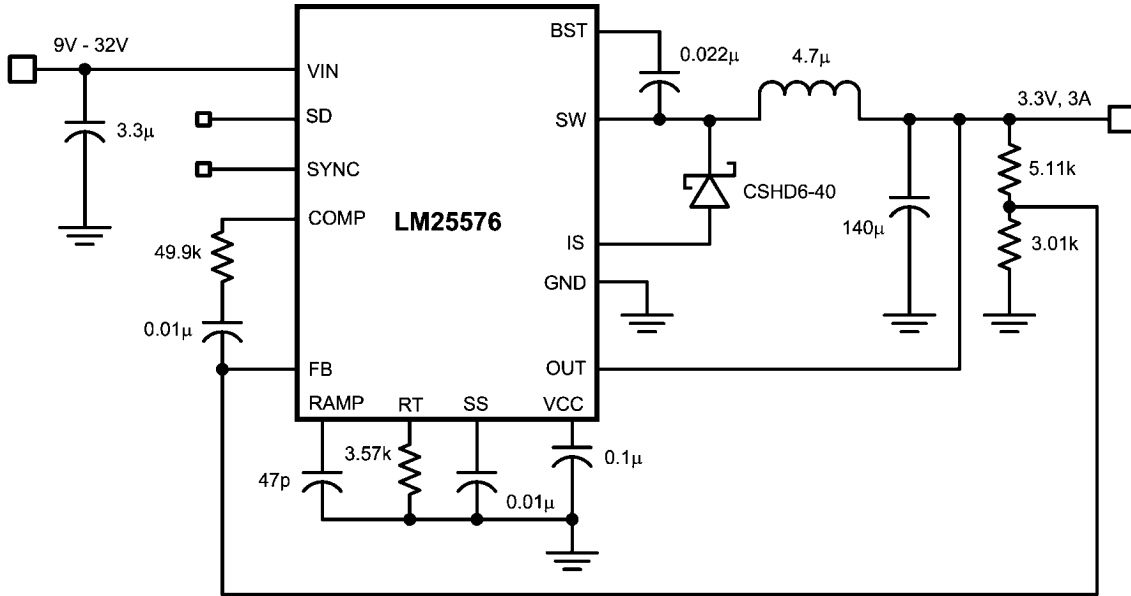 9V - 32V
3.3μ
VIN
SD
SYNC
COMP
FB
RAMP
RT
SS
VCC
LM25576
BST
SW
IS
GND
OUT
0.022μ
4.7μ
3.3V, 3A
CSHD6-40
140μ
5.11k
3.01k
49.9k
0.01μ
47p
3.57k
0.01μ
0.1μ